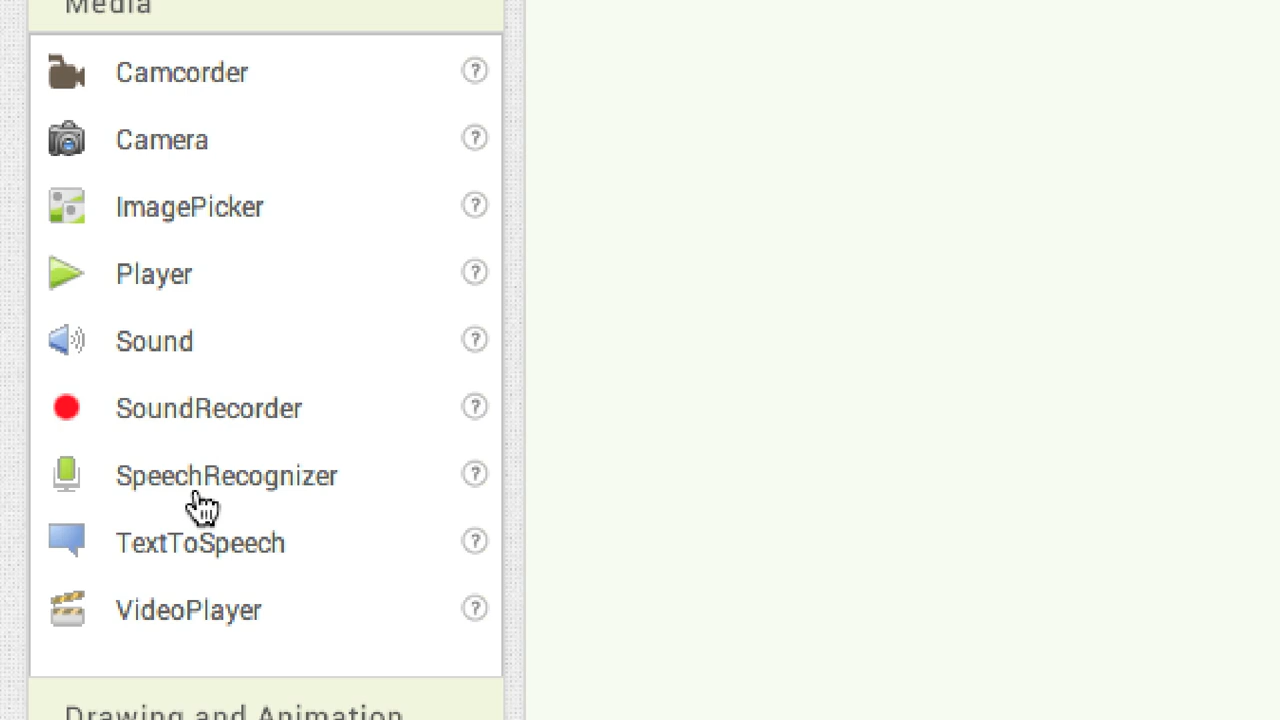 Media
Camcorder ?
Camera ?
ImagePicker ?
Player ?
Sound ?
SoundRecorder ?
SpeechRecognizer ?
TextToSpeech ?
VideoPlayer ?
Drawing and Animation